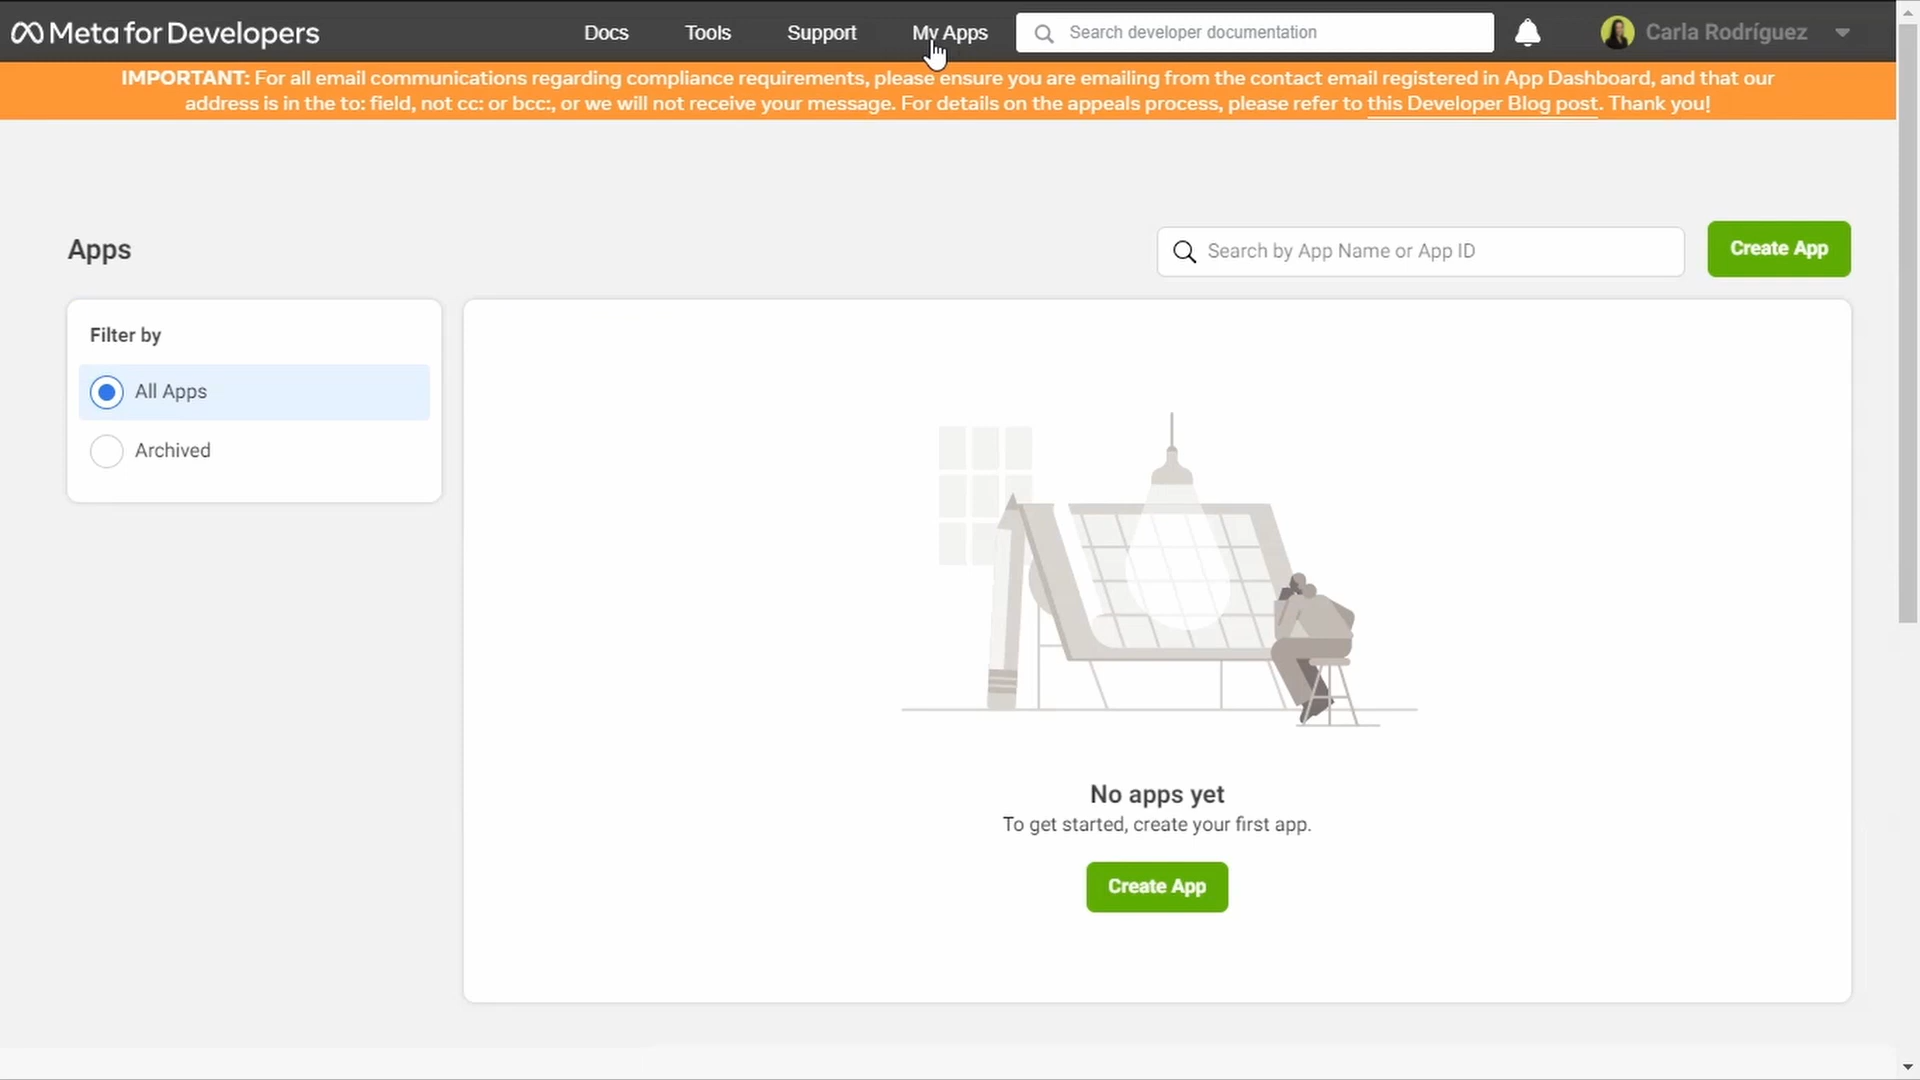 Meta for Developers
Docs
Tools
Support
My Apps
Search developer documentation
Carla Rodríguez
IMPORTANT: For all email communications regarding compliance requirements, please ensure you are emailing from the contact email registered in App Dashboard, and that our
address is in the to: field, not cc: or bcc:, or we will not receive your message. For details on the appeals process, please refer to this Developer Blog post. Thank you!
Apps
Search by App Name or App ID
Create App
Filter by
All Apps
Archived
No apps yet
To get started, create your first app.
Create App